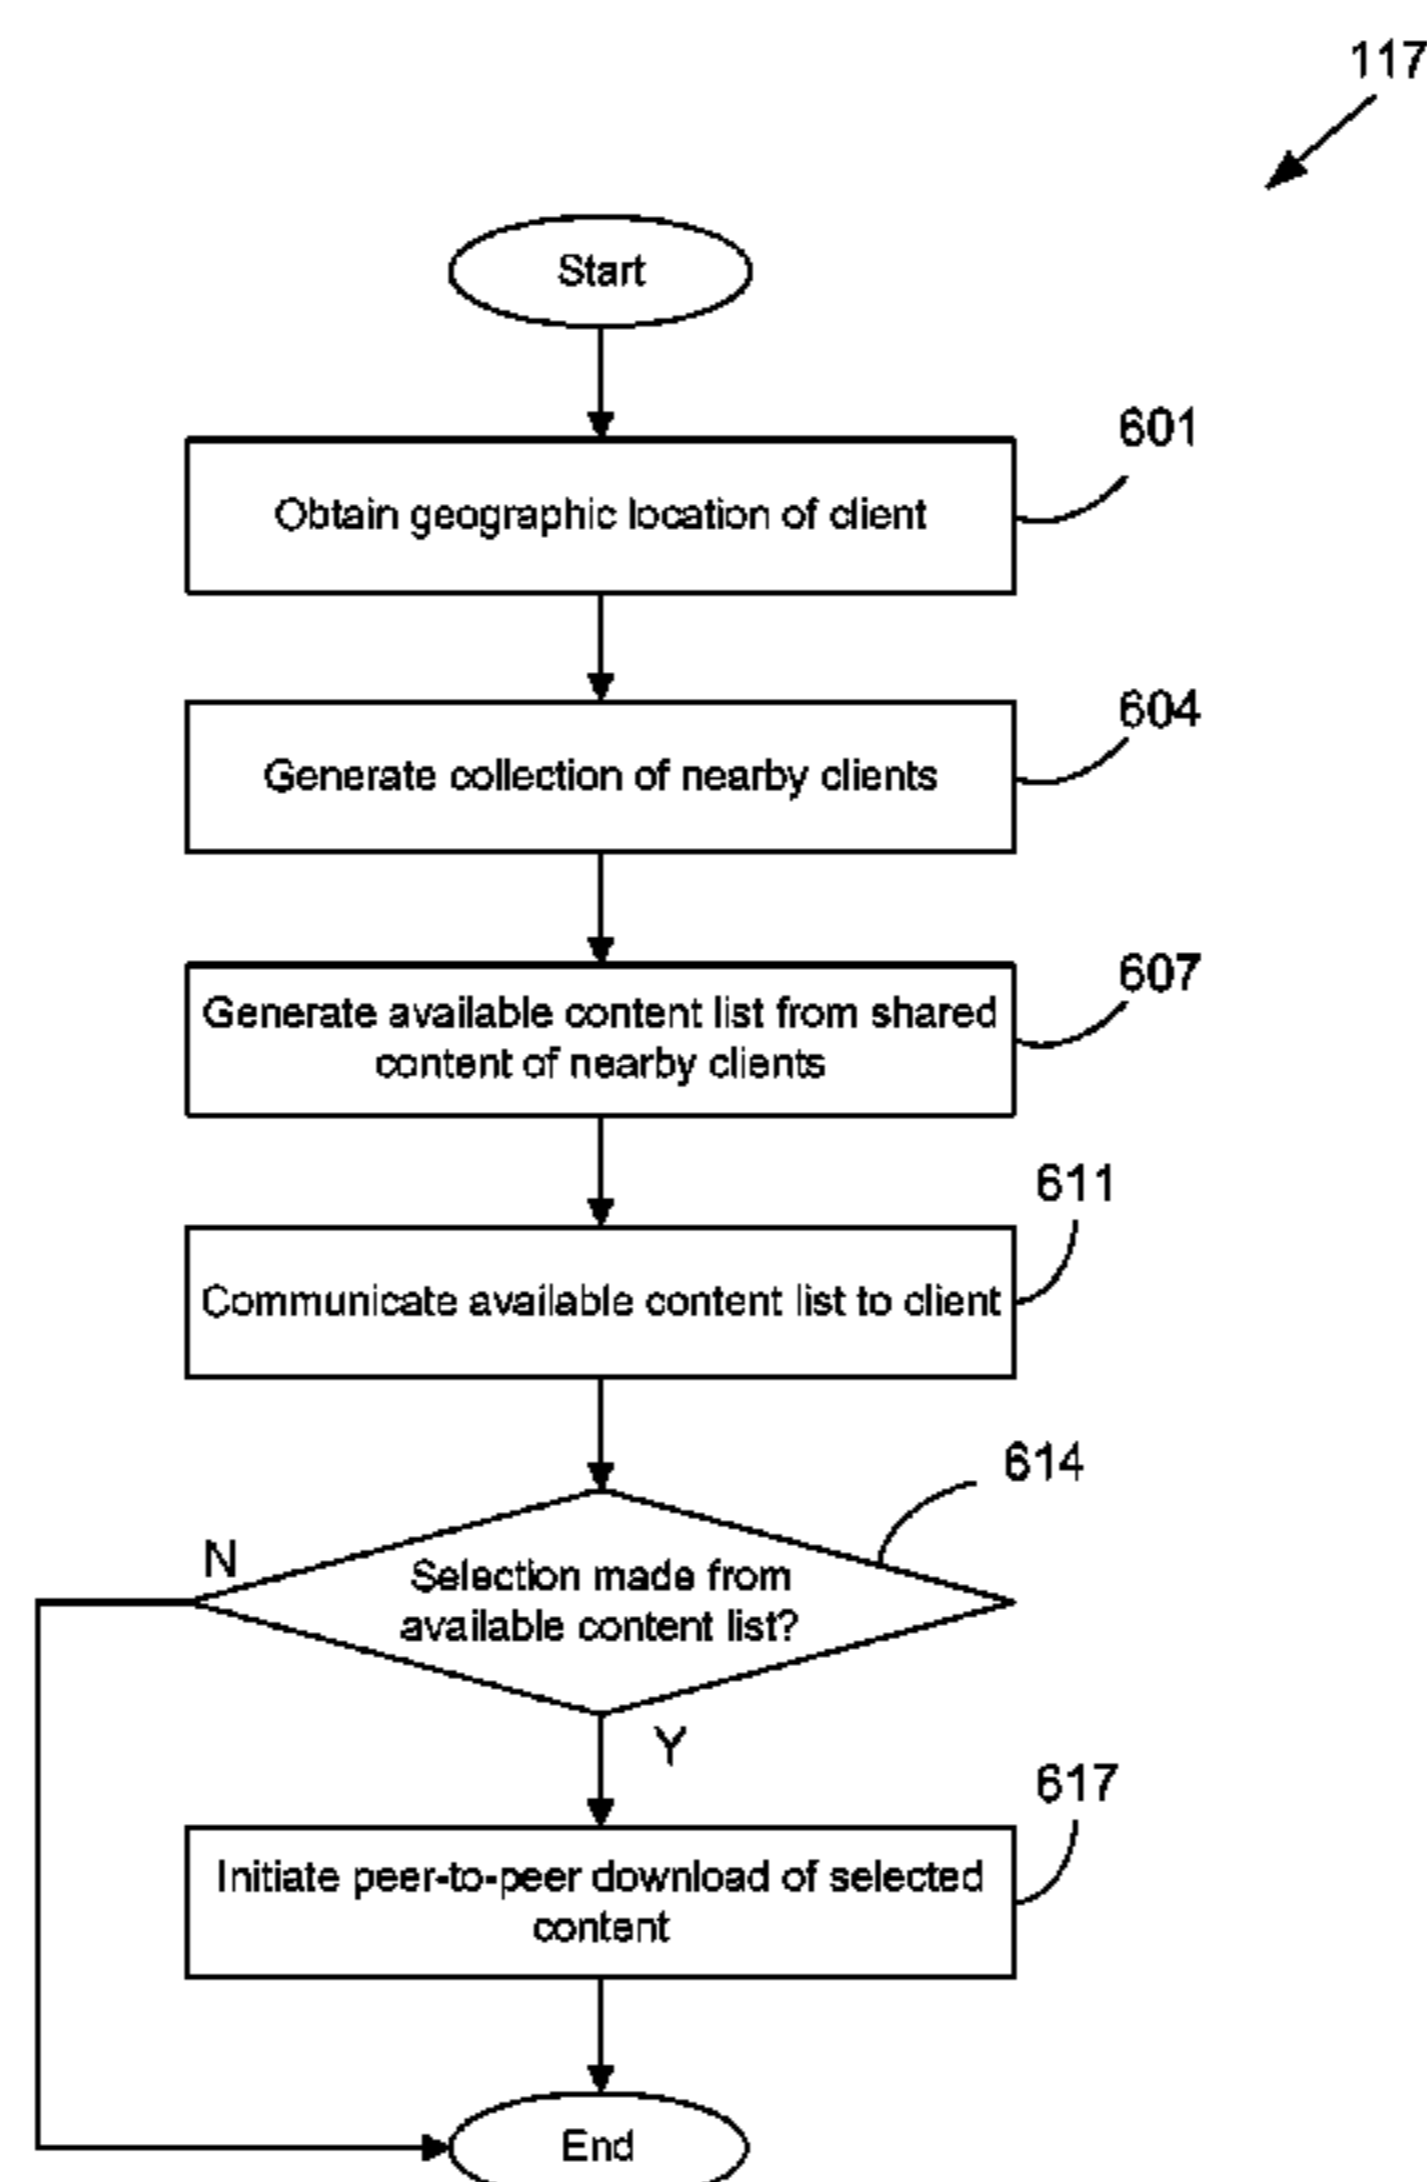 117
Start
601
Obtain geographic location of client
604
Generate collection of nearby clients
607
Generate available content list from shared
content of nearby clients
611
Communicate available content list to client
614
N
Selection made from
available content list?
Y
617
Initiate peer-to-peer download of selected
content
End